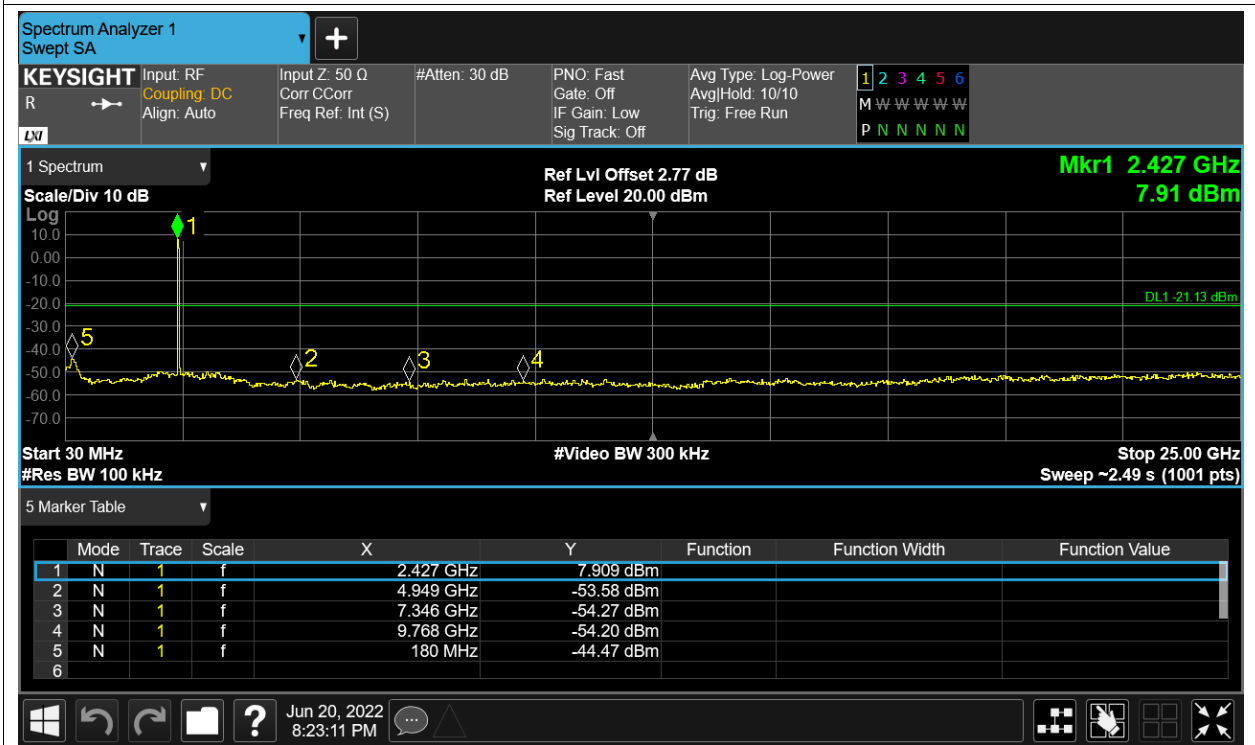 Spectrum Analyzer 1
Swept SA
KEYSIGHT Input: RF Input Z: 50 Ω #Atten: 30 dB PNO: Fast Avg Type: Log-Power 1 2 3 4 5 6
R Coupling: DC Corr CCorr Gate: Off Avg|Hold: 10/10 M W W W W W
Align: Auto Freq Ref: Int (S) IF Gain: Low Trig: Free Run
LXI Sig Track: Off P N N N N N
1 Spectrum Ref Lvl Offset 2.77 dB Mkr1 2.427 GHz
Scale/Div 10 dB Ref Level 20.00 dBm 7.91 dBm
Log
1
10.0
0.00
-10.0
-20.0 DL1 -21.13 dBm
-30.0
5
-40.0 2 3 4
-50.0
-60.0
-70.0
Start 30 MHz #Video BW 300 kHz Stop 25.00 GHz
#Res BW 100 kHz Sweep ~2.49 s (1001 pts)
5 Marker Table
Mode Trace Scale X Y Function Function Width Function Value
1 N 1 f 2.427 GHz 7.909 dBm
2 N 1 f 4.949 GHz -53.58 dBm
3 N 1 f 7.346 GHz -54.27 dBm
4 N 1 f 9.768 GHz -54.20 dBm
5 N 1 f 180 MHz -44.47 dBm
6
? Jun 20, 2022
8:23:11 PM